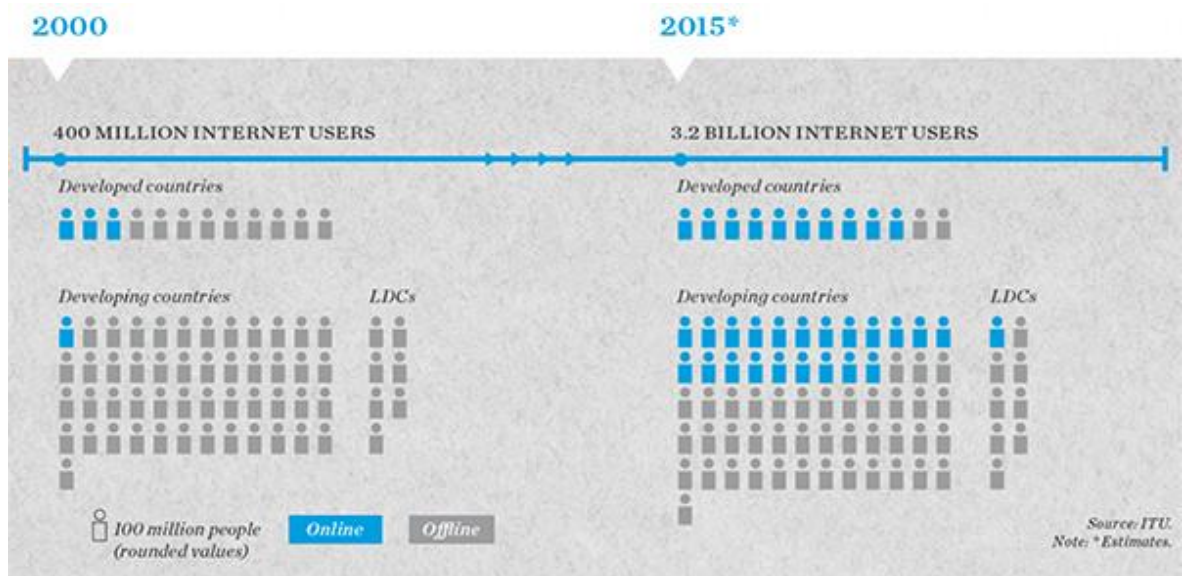 2000
2015*
400 MILLION INTERNET USERS
3.2 BILLION INTERNET USERS
Developed countries
Developed countries
Developing countries
LDCs
Developing countries
LDCs
100 million people
(rounded values)
Online
Offline
Source: ITU.
Note: * Estimates.